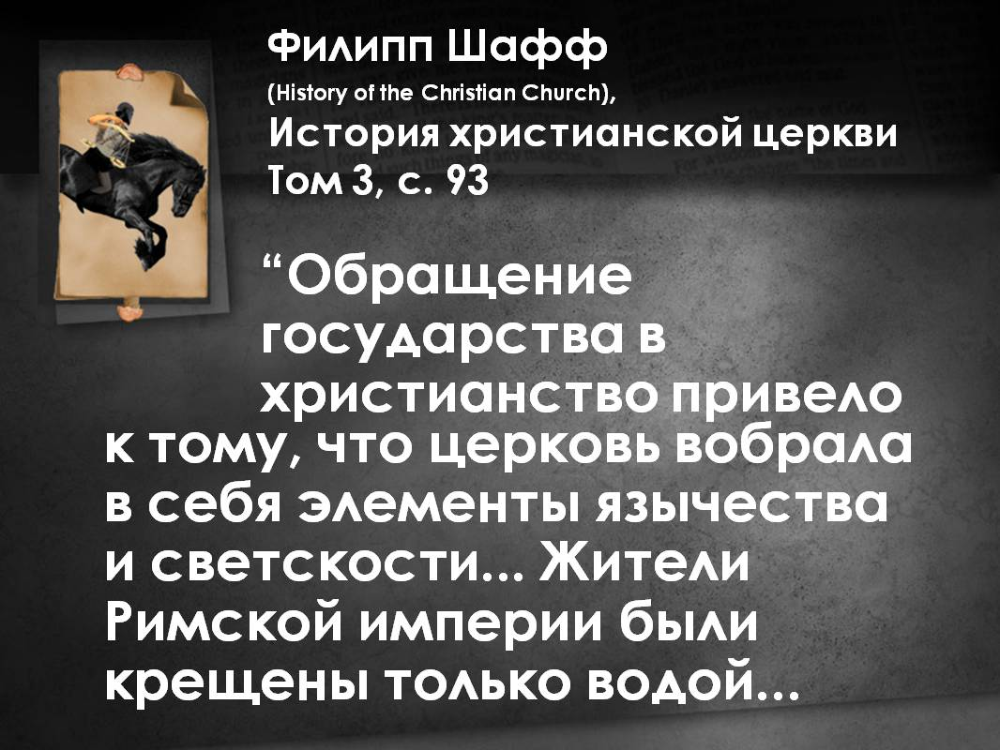 Филипп Шафф
(History of the Christian Church),
История христианской церкви
Том 3, с. 93
“Обращение
государства в
христианство привело
к тому, что церковь вобрала
в себя элементы язычества
и светскости... Жители
Римской империи были
крещены только водой...